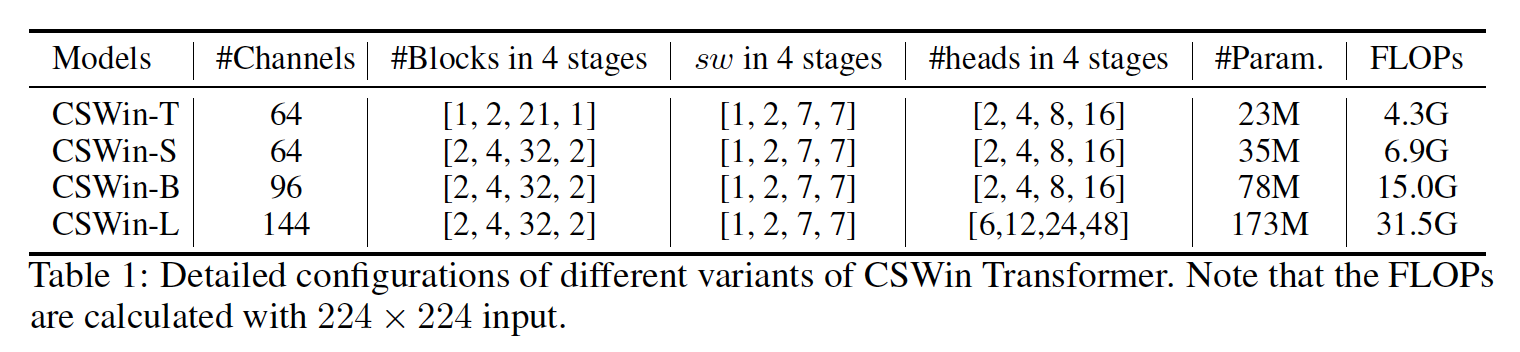 Models #Channels #Blocks in 4 stages sw in 4 stages #heads in 4 stages #Param. FLOPs
CSWin-T 64 [1, 2, 21, 1] [1, 2, 7, 7] [2, 4, 8, 16] 23M 4.3G
CSWin-S 64 [2, 4, 32, 2] [1, 2, 7, 7] [2, 4, 8, 16] 35M 6.9G
CSWin-B 96 [2, 4, 32, 2] [1, 2, 7, 7] [2, 4, 8, 16] 78M 15.0G
CSWin-L 144 [2, 4, 32, 2] [1, 2, 7, 7] [6,12,24,48] 173M 31.5G
Table 1: Detailed configurations of different variants of CSWin Transformer. Note that the FLOPs
are calculated with 224 × 224 input.